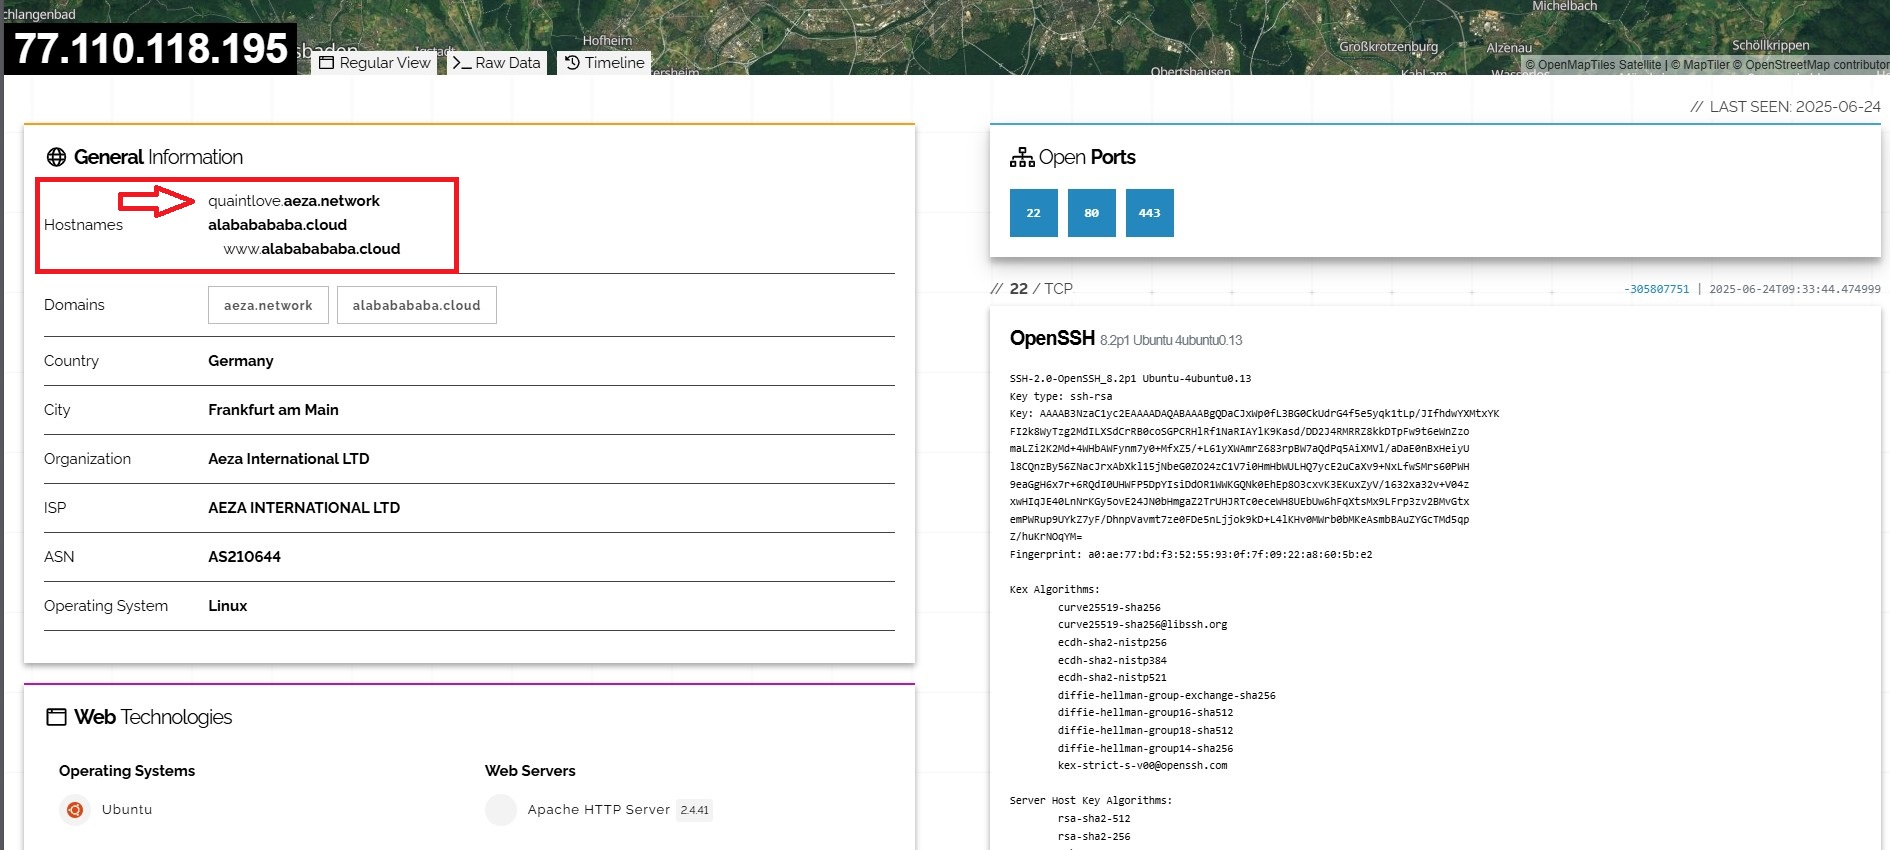 chlangenbad
77.110.118.195
sbaden
Igstadt
Hofheim
Michelbach
Großkrotzenburg
Alzenau
Schöllkrippen
Obertshausen
Kahl am
© OpenMapTiles Satellite | © MapTiler © OpenStreetMap contributor
Regular View
Raw Data
Timeline
// LAST SEEN: 2025-06-24
General Information
Hostnames
quaintlove.aeza.network
alababababa.cloud
www.alababababa.cloud
Domains
aeza.network
alababababa.cloud
Country
Germany
City
Frankfurt am Main
Organization
Aeza International LTD
ISP
AEZA INTERNATIONAL LTD
ASN
AS210644
Operating System
Linux
Web Technologies
Operating Systems
Ubuntu
Web Servers
Apache HTTP Server 2.4.41
Open Ports
22
80
443
// 22 / TCP
-305807751 | 2025-06-24T09:33:44.474999
OpenSSH 8.2p1 Ubuntu 4ubuntu0.13
SSH-2.0-OpenSSH_8.2p1 Ubuntu-4ubuntu0.13
Key type: ssh-rsa
Key: AAAAB3NzaC1yc2EAAAADAQABAAABgQDaCJxWp0fL3BG0CkUdrG4f5e5yqk1tLp/JIfhdwYXMtxYK
FI2k8WyTzg2MdILXSdCrRB0coSGPCRHlRf1NaRIAYlK9Kasd/DD2J4RMRRZ8kkDTpFw9t6eWnZzo
maLZi2K2Md+4WHbAWFynm7y0+MfxZ5/+L61yXWAmrZ683rpBW7aQdPq5AiXMVl/aDaE0nBxHeiyU
l8CQnzBy56ZNacJrxAbXkl15jNbeG0ZO24zC1V7i0HmHbWULHQ7ycE2uCaXv9+NxLfwSMrs60PWH
9eaGgH6x7r+6RQdI0UHWFP5DpYIsiDdOR1WWKGQNk0EhEp8O3cxvK3EKuxZyV/1632xa32v+V04z
xwHIqJE40LnNrKGy5ovE24JN0bHmgaZ2TrUHJRTc0eceWH8UEbUw6hFqXtsMx9LFrp3zv2BMvGtx
emPWRup9UYkZ7yF/DhnpVavmt7ze0FDe5nLjjok9kD+L4lKHv0MWrb0bMKeAsmbBAuZYGcTMd5qp
Z/huKrNOqYM=
Fingerprint: a0:ae:77:bd:f3:52:55:93:0f:7f:09:22:a8:60:5b:e2
Kex Algorithms:
curve25519-sha256
curve25519-sha256@libssh.org
ecdh-sha2-nistp256
ecdh-sha2-nistp384
ecdh-sha2-nistp521
diffie-hellman-group-exchange-sha256
diffie-hellman-group16-sha512
diffie-hellman-group18-sha512
diffie-hellman-group14-sha256
kex-strict-s-v00@openssh.com
Server Host Key Algorithms:
rsa-sha2-512
rsa-sha2-256